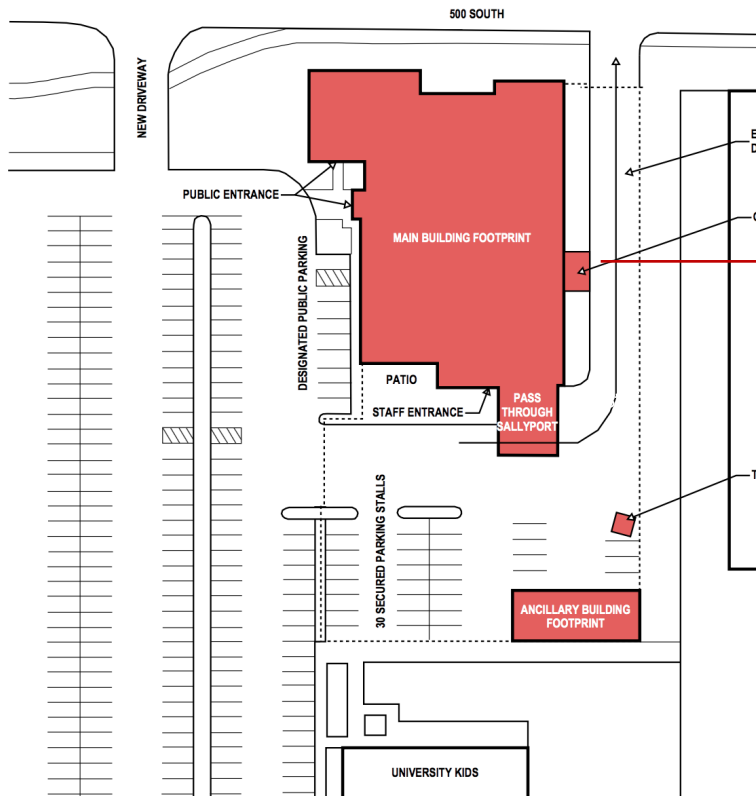 500 SOUTH
NEW DRIVEWAY
PUBLIC ENTRANCE
MAIN BUILDING FOOTPRINT
DESIGNATED PUBLIC PARKING
PATIO
STAFF ENTRANCE
PASS
THROUGH
SALLYPORT
30 SECURED PARKING STALLS
ANCILLARY BUILDING
FOOTPRINT
UNIVERSITY KIDS